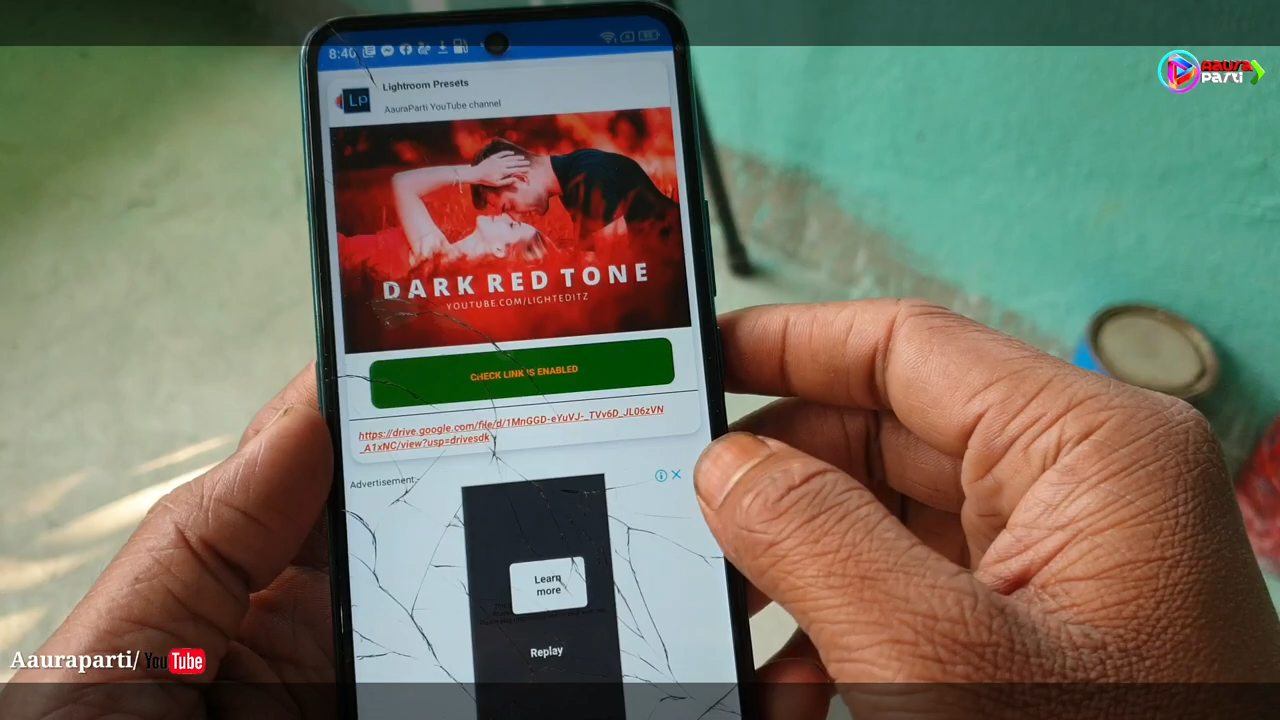 Aaura
Parti
8:40
Lp
Lightroom Presets
AauraParti YouTube channel
DARK RED TONE
YOUTUBE.COM/LIGHTEDITZ
CHECK LINK IS ENABLED
https://drive.google.com/file/d/1MnGGD-eYuVJ-_TVv6D_JL06zVN
_A1xNC/view?usp=drivesdk
Advertisement:-
Learn
more
Replay
Aauraparti/YouTube